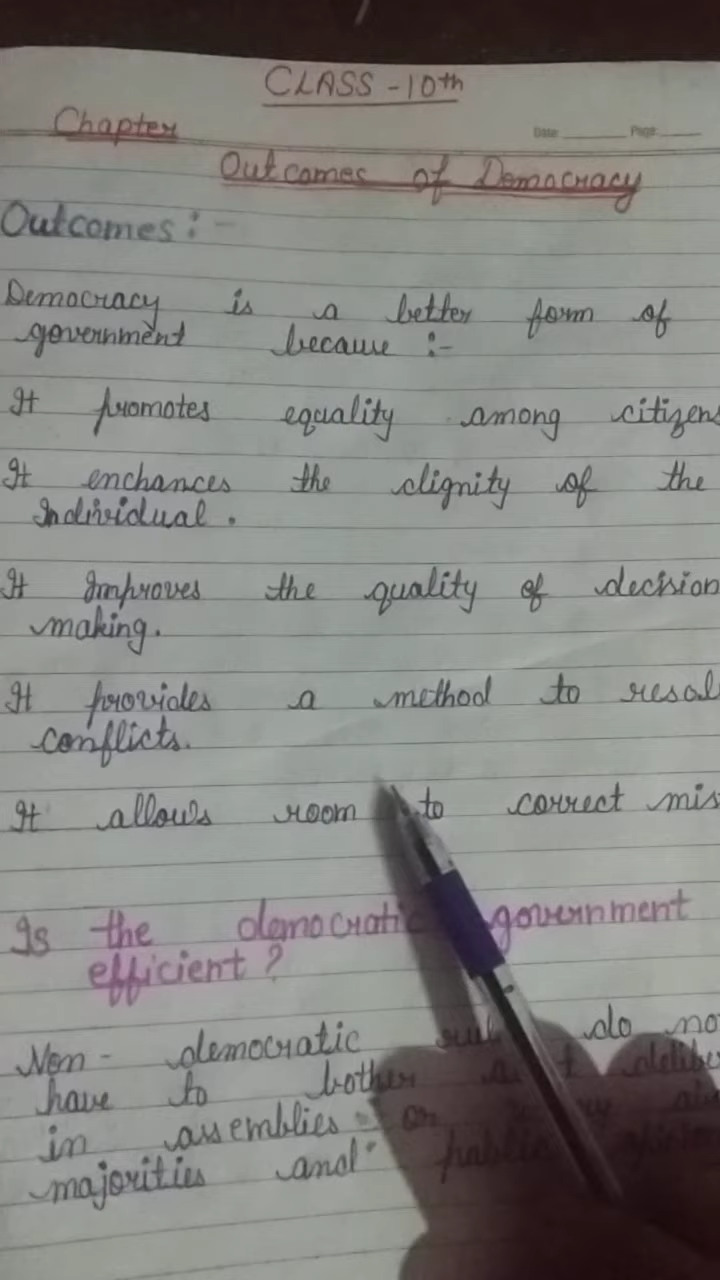 CLASS - 10th
Chapter
Date Page
Outcomes of Democracy
Outcomes :-
Democracy is a better form of
government because :-
It promotes equality among citizens
It enchances the dignity of the
Individual.
It Improves the quality of decision
making.
It provides a method to resol
conflicts.
It allows room to correct mis
Is the democratic government
efficient?
Non- democratic do no
have to bother
in assemblies or
majorities and public